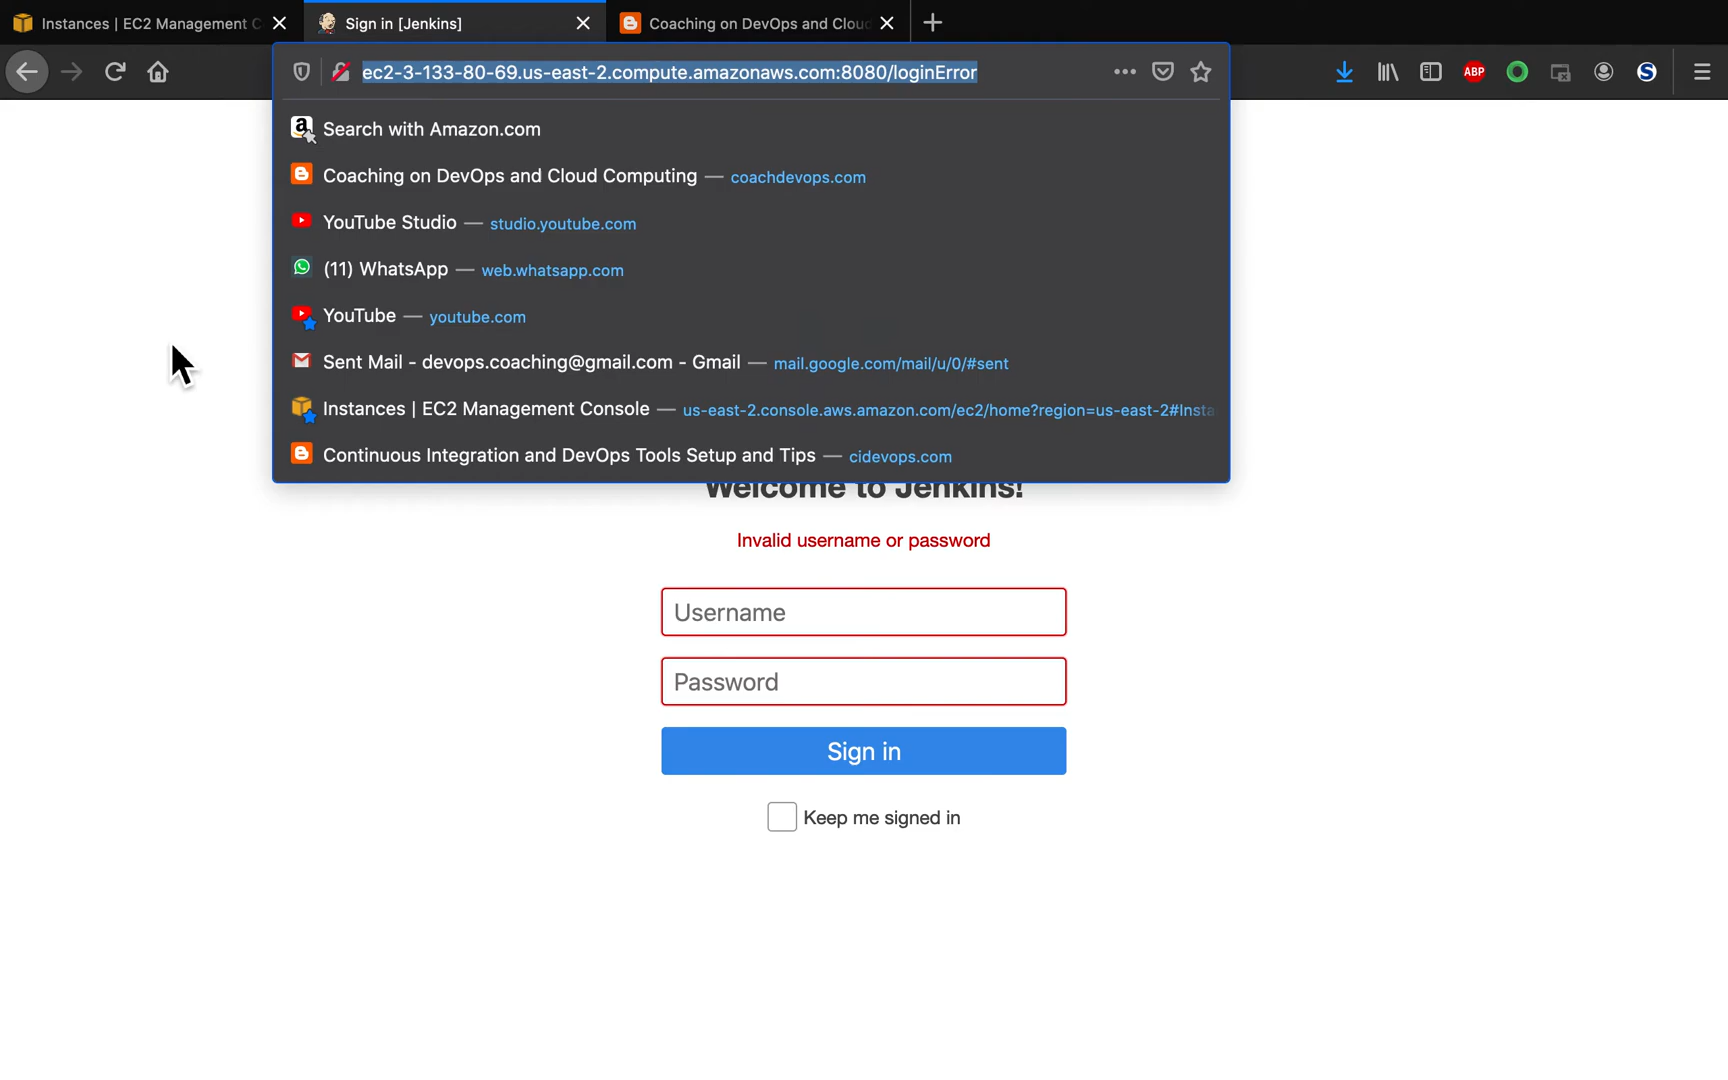 Instances | EC2 Management C
Sign in [Jenkins]
Coaching on DevOps and Clou
ec2-3-133-80-69.us-east-2.compute.amazonaws.com:8080/loginError
ABP
S
a Search with Amazon.com
Coaching on DevOps and Cloud Computing — coachdevops.com
YouTube Studio — studio.youtube.com
(11) WhatsApp — web.whatsapp.com
YouTube — youtube.com
Sent Mail - devops.coaching@gmail.com - Gmail — mail.google.com/mail/u/0/#sent
Instances | EC2 Management Console — us-east-2.console.aws.amazon.com/ec2/home?region=us-east-2#Insta
Continuous Integration and DevOps Tools Setup and Tips — cidevops.com
Welcome to Jenkins!
Invalid username or password
Username
Password
Sign in
Keep me signed in